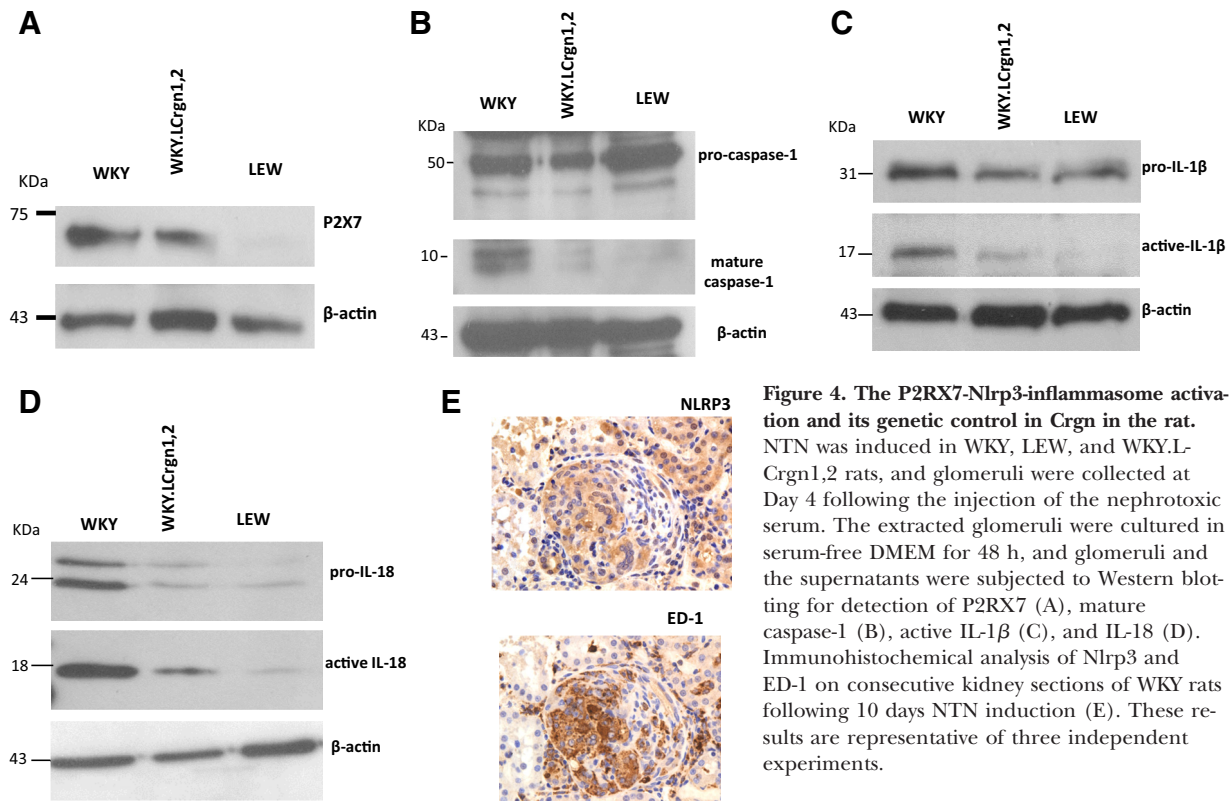 A
WKY
WKY.LCrgn1,2
LEW
KDa
75
P2X7
43
β-actin
B
WKY
WKY.LCrgn1,2
LEW
KDa
50
pro-caspase-1
10
mature
caspase-1
43
β-actin
C
WKY
WKY.LCrgn1,2
LEW
KDa
31
pro-IL-1β
17
active-IL-1β
43
β-actin
D
WKY
WKY.LCrgn1,2
LEW
KDa
24
pro-IL-18
18
active IL-18
43
β-actin
E
NLRP3
ED-1
Figure 4. The P2RX7-Nlrp3-inflammasome activa-
tion and its genetic control in Crgn in the rat.
NTN was induced in WKY, LEW, and WKY.L-
Crgn1,2 rats, and glomeruli were collected at
Day 4 following the injection of the nephrotoxic
serum. The extracted glomeruli were cultured in
serum-free DMEM for 48 h, and glomeruli and
the supernatants were subjected to Western blot-
ting for detection of P2RX7 (A), mature
caspase-1 (B), active IL-1β (C), and IL-18 (D).
Immunohistochemical analysis of Nlrp3 and
ED-1 on consecutive kidney sections of WKY rats
following 10 days NTN induction (E). These re-
sults are representative of three independent
experiments.